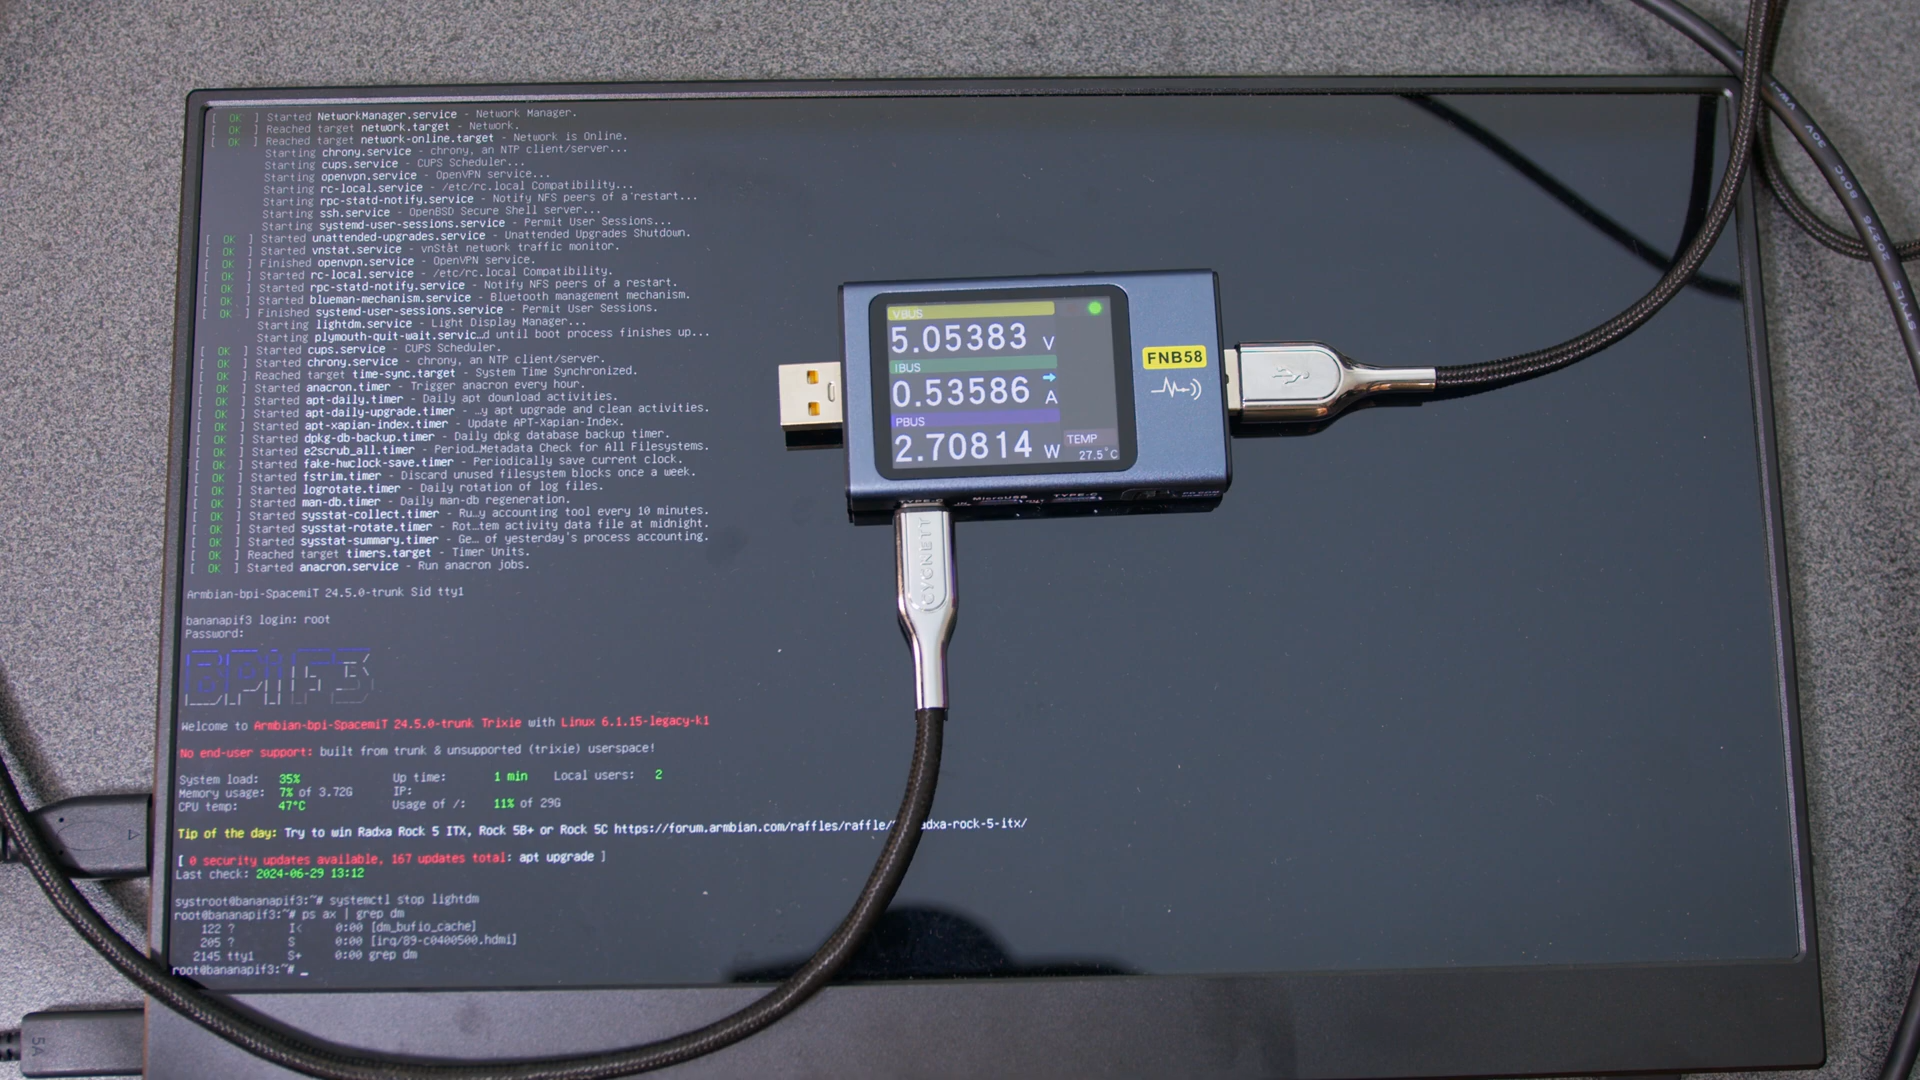 [ OK ] Started NetworkManager.service - Network Manager.
[ OK ] Reached target network.target - Network.
[ OK ] Reached target network-online.target - Network is Online.
Starting chrony.service - chrony, an NTP client/server...
Starting cups.service - CUPS Scheduler...
Starting openvpn.service - OpenVPN service...
Starting rc-local.service - /etc/rc.local Compatibility...
Starting rpc-statd-notify.service - Notify NFS peers of a restart...
Starting ssh.service - OpenBSD Secure Shell server...
Starting systemd-user-sessions.service - Permit User Sessions...
[ OK ] Started unattended-upgrades.service - Unattended Upgrades Shutdown.
[ OK ] Started vnstat.service - vnStat network traffic monitor.
[ OK ] Finished openvpn.service - OpenVPN service.
[ OK ] Started rc-local.service - /etc/rc.local Compatibility.
[ OK ] Started rpc-statd-notify.service - Notify NFS peers of a restart.
[ OK ] Started blueman-mechanism.service - Bluetooth management mechanism.
[ OK ] Finished systemd-user-sessions.service - Permit User Sessions.
Starting lightdm.service - Light Display Manager...
Starting plymouth-quit-wait.servic…d until boot process finishes up...
[ OK ] Started cups.service - CUPS Scheduler.
[ OK ] Started chrony.service - chrony, an NTP client/server.
[ OK ] Reached target time-sync.target - System Time Synchronized.
[ OK ] Started anacron.timer - Trigger anacron every hour.
[ OK ] Started apt-daily.timer - Daily apt download activities.
[ OK ] Started apt-daily-upgrade.timer - …y apt upgrade and clean activities.
[ OK ] Started apt-xapian-index.timer - Update APT-Xapian-Index.
[ OK ] Started dpkg-db-backup.timer - Daily dpkg database backup timer.
[ OK ] Started e2scrub_all.timer - Period…Metadata Check for All Filesystems.
[ OK ] Started fake-hwclock-save.timer - Periodically save current clock.
[ OK ] Started fstrim.timer - Discard unused filesystem blocks once a week.
[ OK ] Started logrotate.timer - Daily rotation of log files.
[ OK ] Started man-db.timer - Daily man-db regeneration.
[ OK ] Started sysstat-collect.timer - Ru…y accounting tool every 10 minutes.
[ OK ] Started sysstat-rotate.timer - Rot…tem activity data file at midnight.
[ OK ] Started sysstat-summary.timer - Ge… of yesterday's process accounting.
[ OK ] Reached target timers.target - Timer Units.
[ OK ] Started anacron.service - Run anacron jobs.
Armbian-bpi-SpacemiT 24.5.0-trunk Sid tty1
bananapif3 login: root
Password:
BPi F3
Welcome to Armbian-bpi-SpacemiT 24.5.0-trunk Trixie with Linux 6.1.15-legacy-k1
No end-user support: built from trunk & unsupported (trixie) userspace!
System load: 35% Up time: 1 min Local users: 2
Memory usage: 7% of 3.72G IP:
CPU temp: 47°C Usage of /: 11% of 29G
Tip of the day: Try to win Radxa Rock 5 ITX, Rock 5B+ or Rock 5C https://forum.armbian.com/raffles/raffle/ adxa-rock-5-itx/
[ 0 security updates available, 167 updates total: apt upgrade ]
Last check: 2024-06-29 13:12
systroot@bananapif3:~# systemctl stop lightdm
root@bananapif3:~# ps ax | grep dm
122 ? I< 0:00 [dm_bufio_cache]
205 ? S 0:00 [irq/89-c0400500.hdmi]
2145 tty1 S+ 0:00 grep dm
root@bananapif3:~# _
VBUS
5.05383 V
IBUS
0.53586 A
PBUS
2.70814 W
TEMP
27.5°C
FNB58
TYPE-C MicroUSB TYPE-C
CYGNETT
5A
VW-1 80°C 30V 20276 STYLE